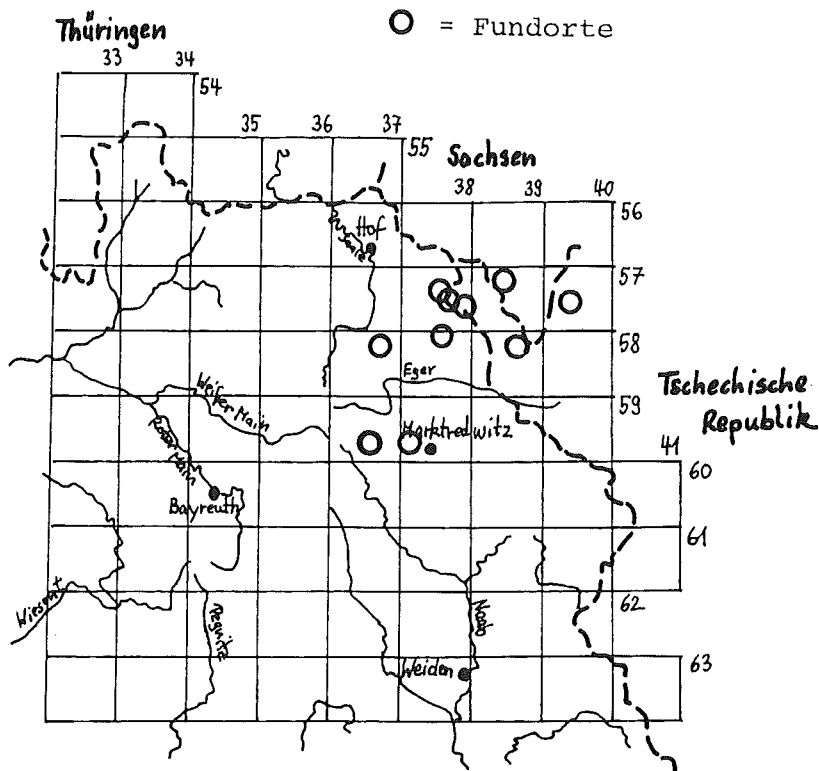 O = Fundorte
Thüringen
33 34
54
35 36 37
55
Sachsen
38 39 40
56
Hof
Saale
57
58
Eger
Tschechische
Republik
59
Weißer Main
Marktredwitz
Roter Main
41
60
Bayreuth
61
Wiesent
62
Pegnitz
Naab
Weiden
63